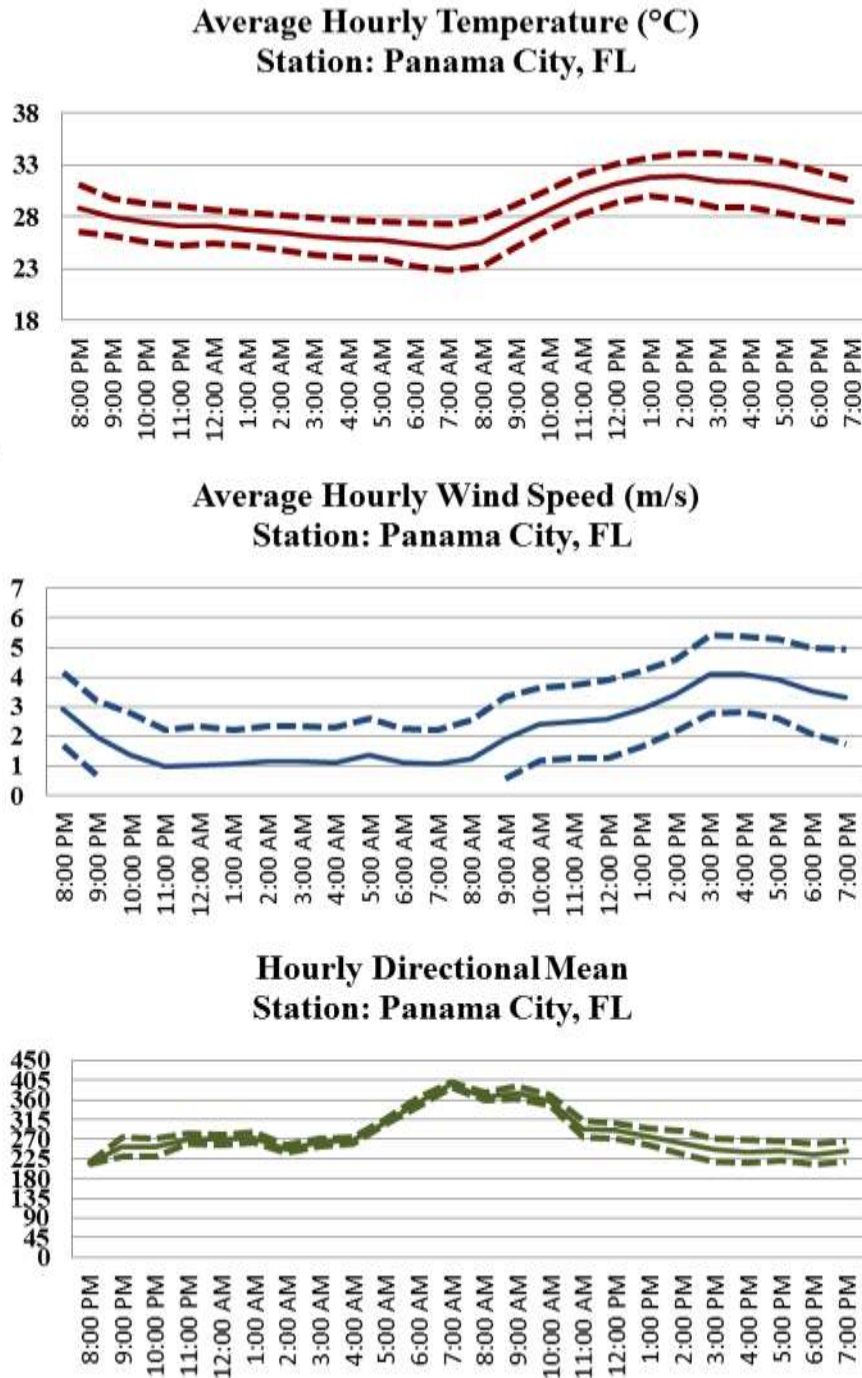 Average Hourly Temperature (°C)
Station: Panama City, FL
38
33
28
23
18
8:00 PM
9:00 PM
10:00 PM
11:00 PM
12:00 AM
1:00 AM
2:00 AM
3:00 AM
4:00 AM
5:00 AM
6:00 AM
7:00 AM
8:00 AM
9:00 AM
10:00 AM
11:00 AM
12:00 PM
1:00 PM
2:00 PM
3:00 PM
4:00 PM
5:00 PM
6:00 PM
7:00 PM
Average Hourly Wind Speed (m/s)
Station: Panama City, FL
7
6
5
4
3
2
1
0
8:00 PM
9:00 PM
10:00 PM
11:00 PM
12:00 AM
1:00 AM
2:00 AM
3:00 AM
4:00 AM
5:00 AM
6:00 AM
7:00 AM
8:00 AM
9:00 AM
10:00 AM
11:00 AM
12:00 PM
1:00 PM
2:00 PM
3:00 PM
4:00 PM
5:00 PM
6:00 PM
7:00 PM
Hourly Directional Mean
Station: Panama City, FL
450
405
360
315
270
225
180
135
90
45
0
8:00 PM
9:00 PM
10:00 PM
11:00 PM
12:00 AM
1:00 AM
2:00 AM
3:00 AM
4:00 AM
5:00 AM
6:00 AM
7:00 AM
8:00 AM
9:00 AM
10:00 AM
11:00 AM
12:00 PM
1:00 PM
2:00 PM
3:00 PM
4:00 PM
5:00 PM
6:00 PM
7:00 PM